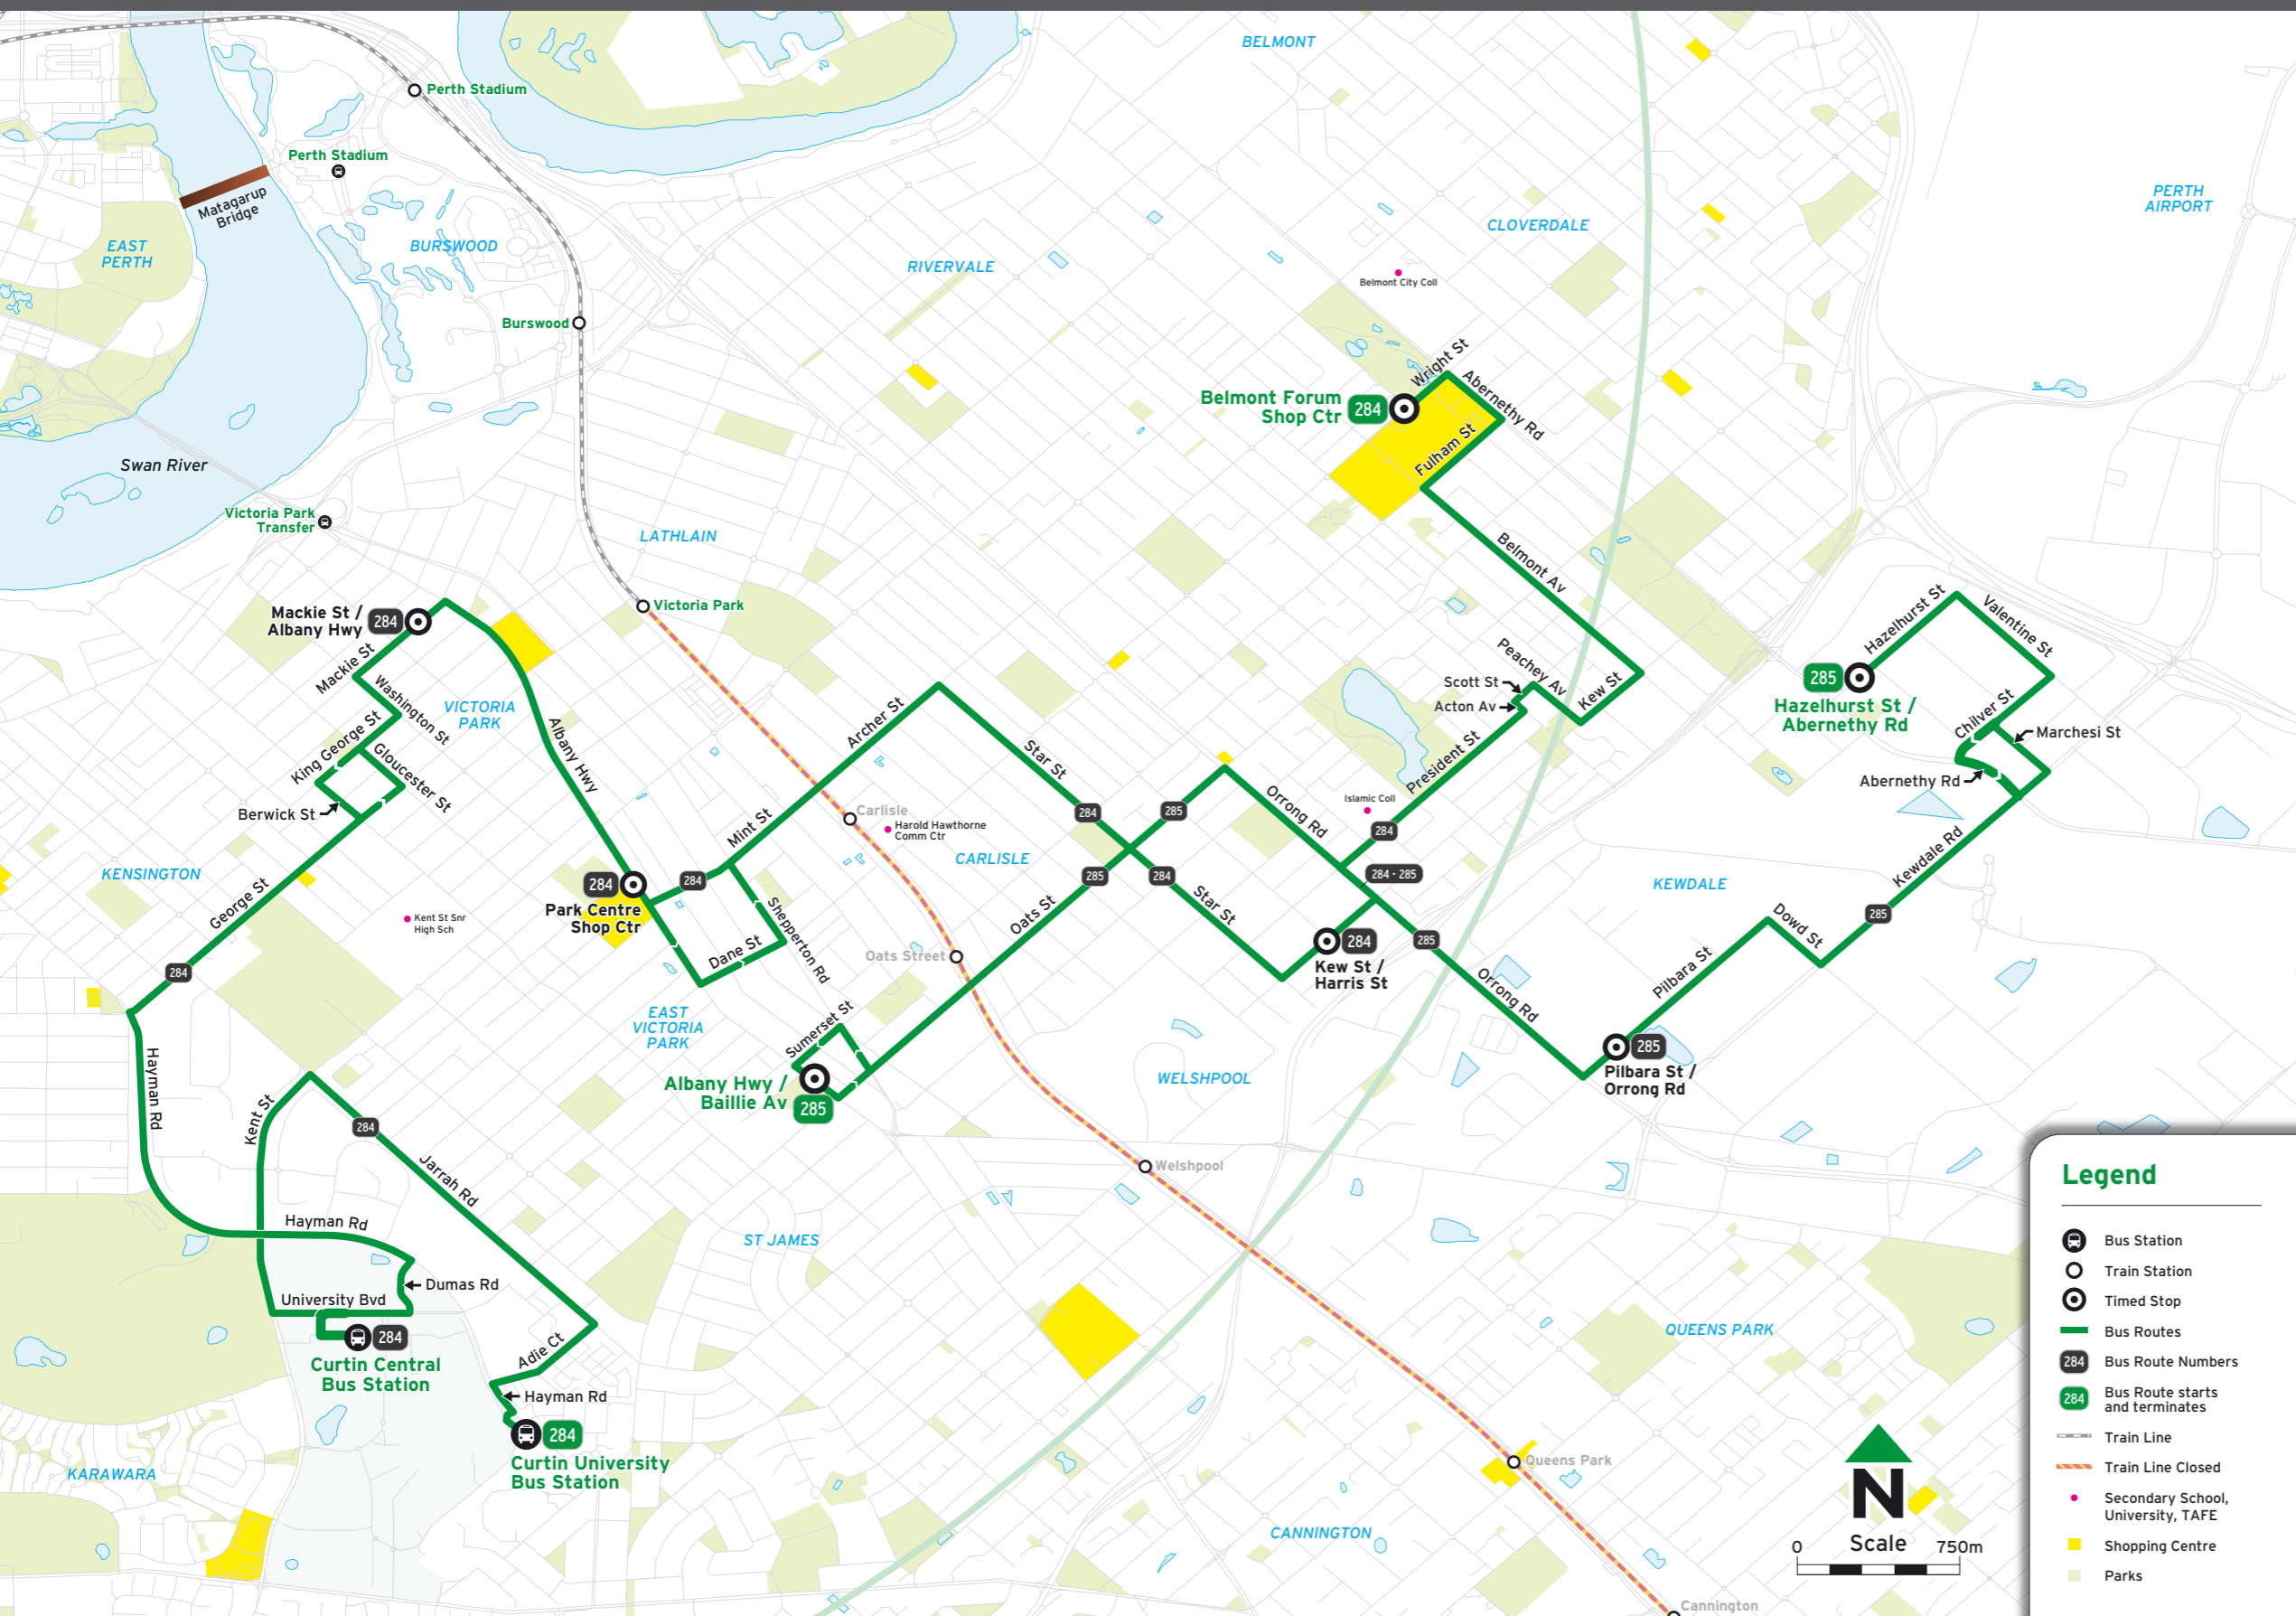 BELMONT
Perth Stadium
Perth Stadium
Matagarup
Bridge
PERTH
AIRPORT
EAST
PERTH
BURSWOOD
CLOVERDALE
RIVERVALE
Belmont City Coll
Burswood
Wright St
Abernethy Rd
Belmont Forum
Shop Ctr
284
Fulham St
Swan River
Victoria Park
Transfer
LATHLAIN
Belmont Av
Victoria Park
Mackie St /
Albany Hwy
284
Mackie St
Washington St
VICTORIA
PARK
King George St
Gloucester St
Berwick St
Albany Hwy
Archer St
Star St
Mint St
Carlisle
Harold Hawthorne
Comm Ctr
CARLISLE
284
285
Orrong Rd
Islamic Coll
President St
284
Scott St
Acton Av
Peachey Av
Kew St
Hazelhurst St
Valentine St
285
Hazelhurst St /
Abernethy Rd
Chilver St
Marchesi St
Abernethy Rd
Kewdale Rd
KENSINGTON
George St
Kent St Snr
High Sch
284
284
Park Centre
Shop Ctr
284
Shepperton Rd
Dane St
285
284
284 - 285
KEWDALE
Oats St
Star St
Oats Street
284
Kew St /
Harris St
285
Orrong Rd
Pilbara St
Dowd St
285
285
Pilbara St /
Orrong Rd
EAST
VICTORIA
PARK
Somerset St
Albany Hwy /
Baillie Av
285
WELSHPOOL
Welshpool
Hayman Rd
Kent St
284
Jarrah Rd
Hayman Rd
ST JAMES
Dumas Rd
University Bvd
284
Curtin Central
Bus Station
Adie Ct
Hayman Rd
284
Curtin University
Bus Station
KARAWARA
QUEENS PARK
Queens Park
CANNINGTON
Cannington
N
Scale
0
750m
Legend
Bus Station
Train Station
Timed Stop
Bus Routes
284
Bus Route Numbers
284
Bus Route starts
and terminates
Train Line
Train Line Closed
Secondary School,
University, TAFE
Shopping Centre
Parks